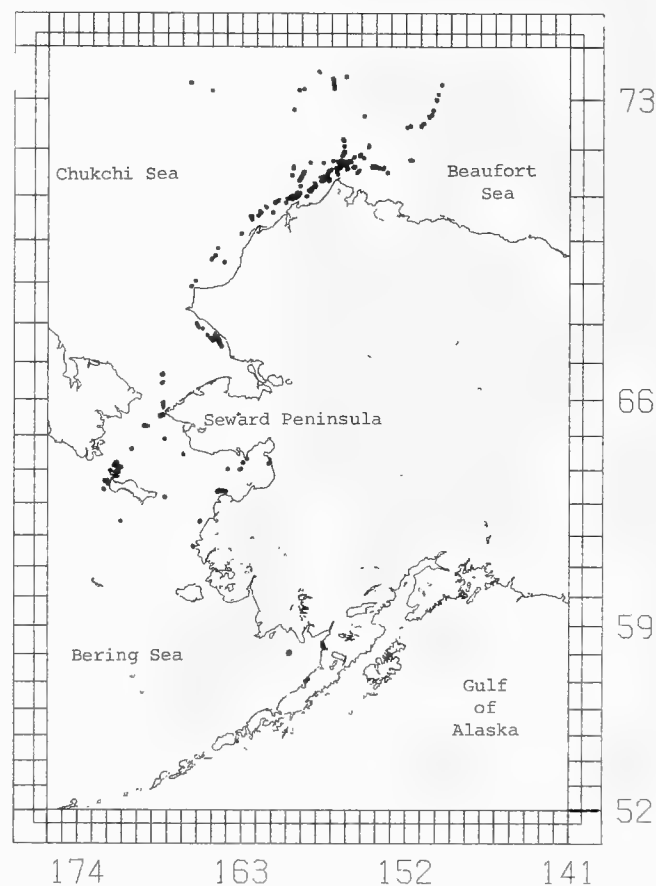 73
Chukchi Sea
Beaufort
Sea
66
Seward Peninsula
59
Bering Sea
Gulf
of
Alaska
52
174 163 152 141